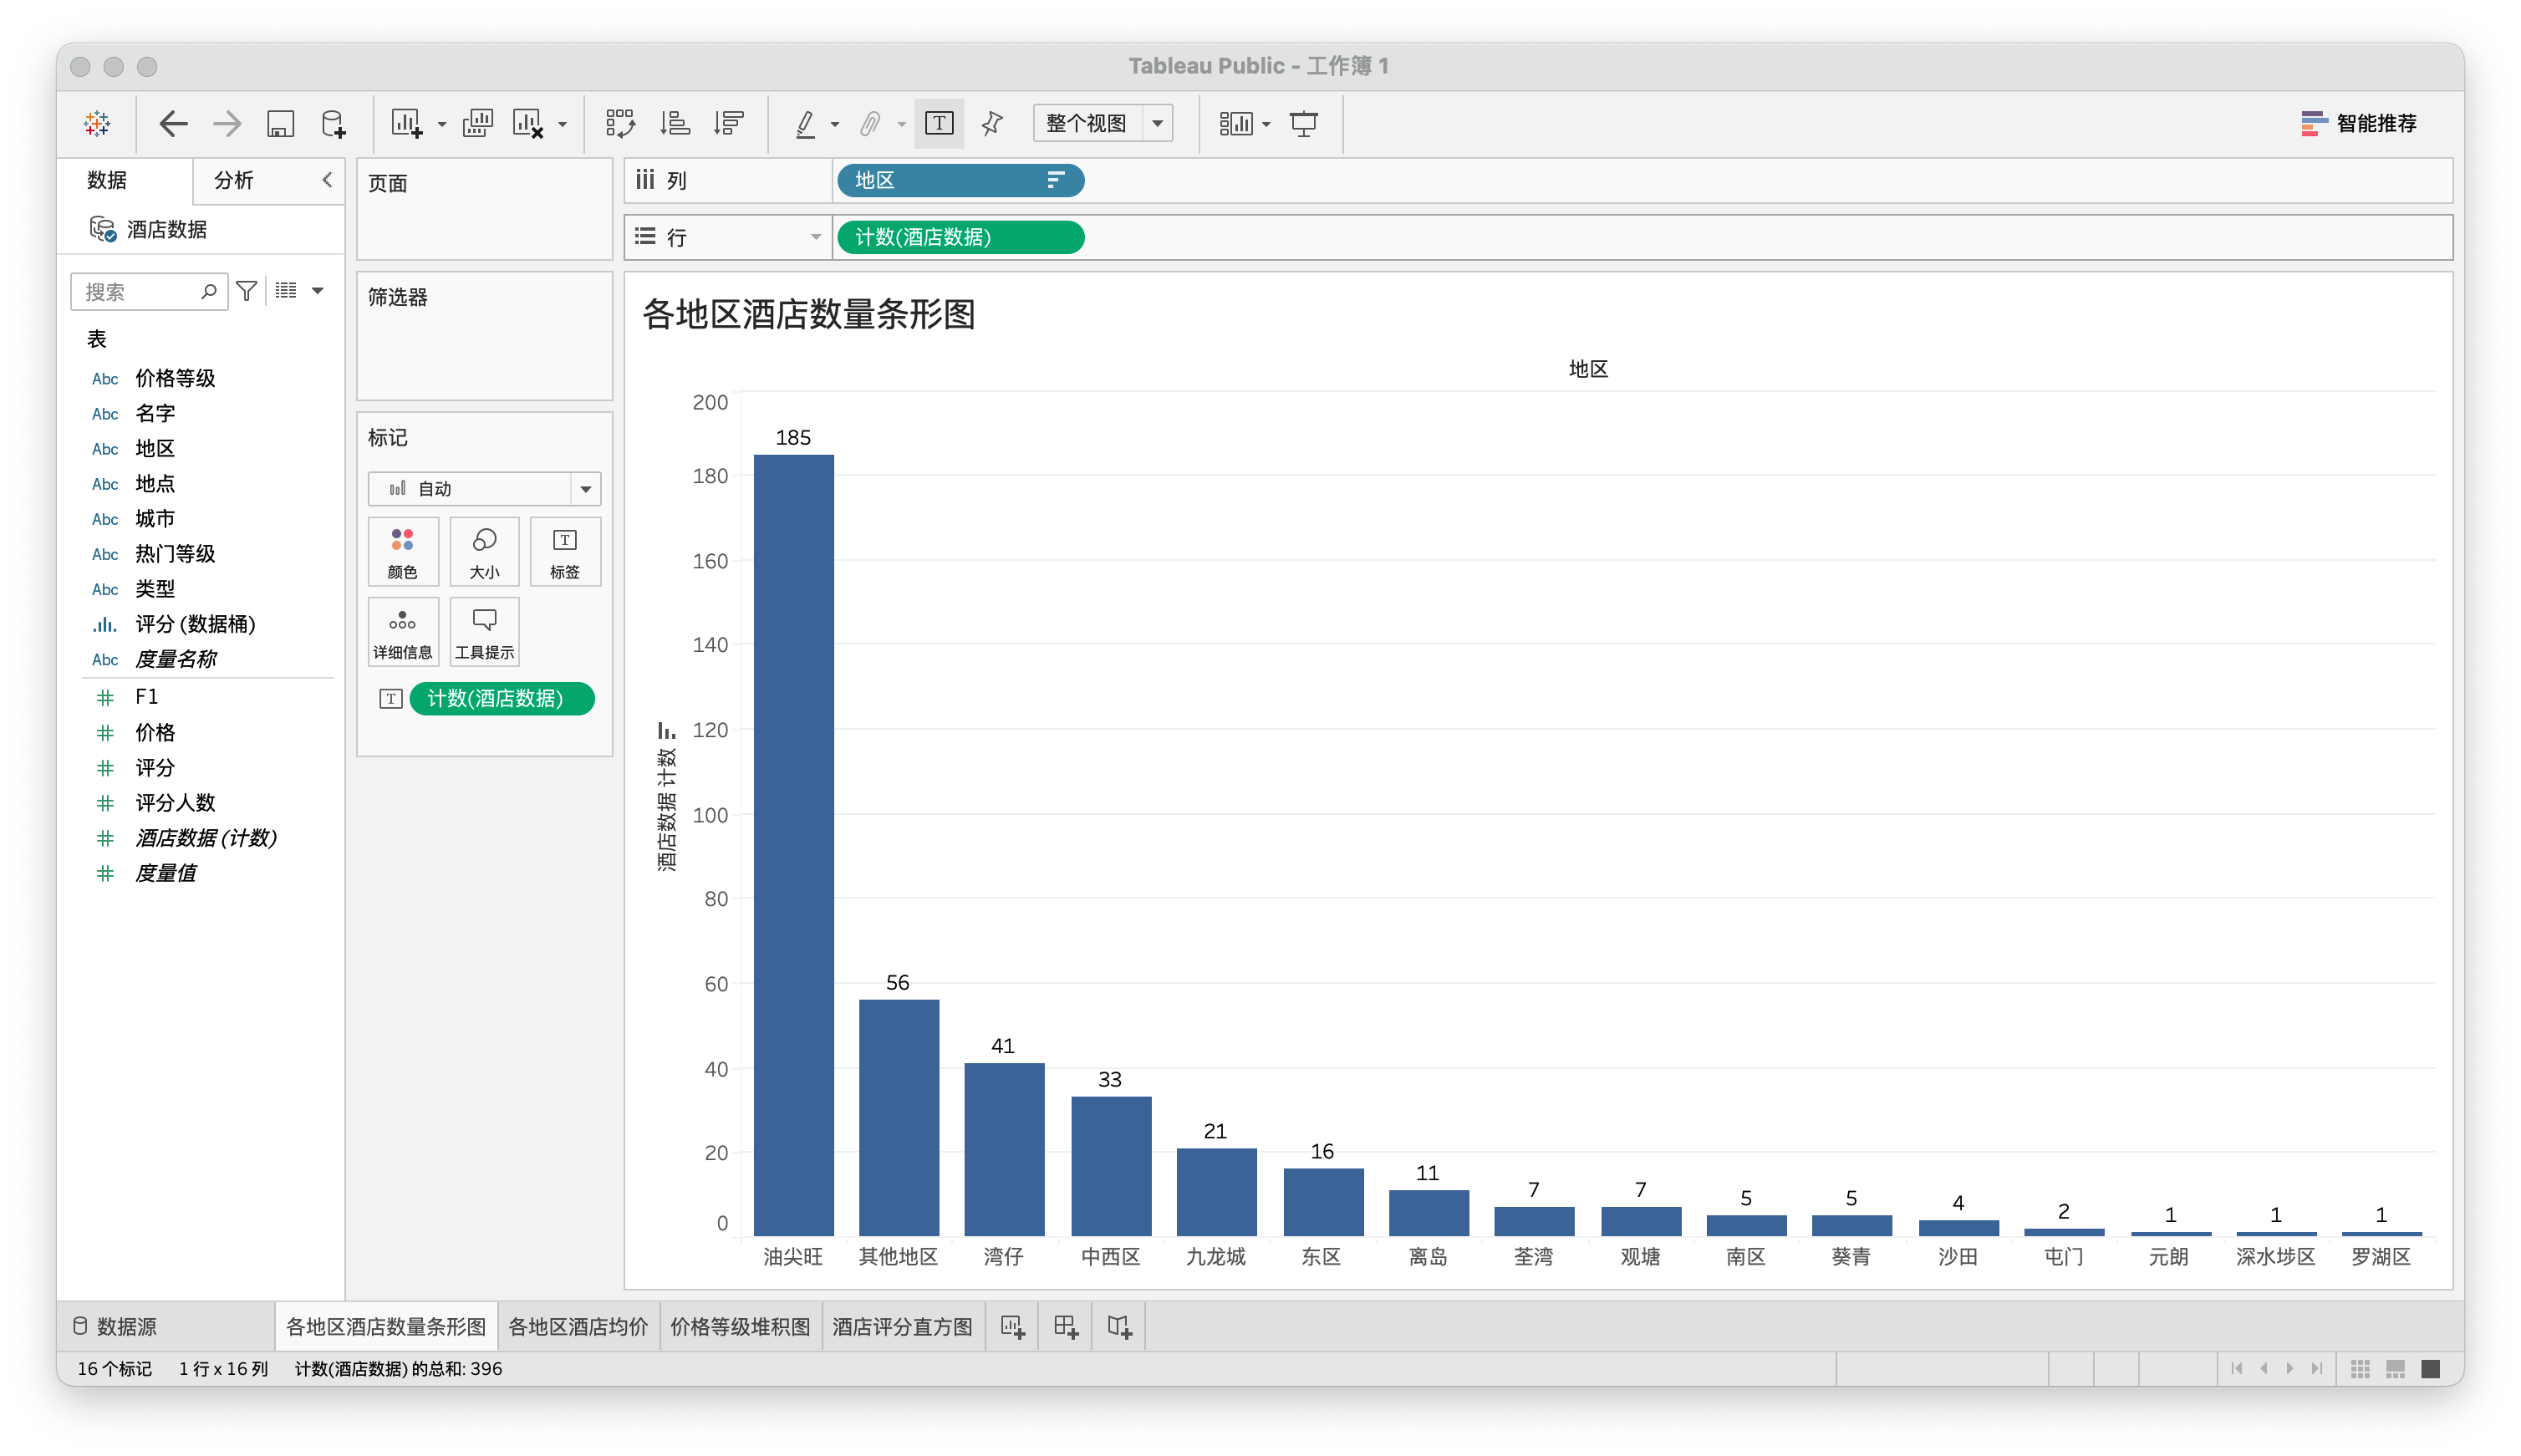 Tableau Public - 工作簿 1
整个视图
智能推荐
数据
分析
酒店数据
搜索
表
Abc 价格等级
Abc 名字
Abc 地区
Abc 地点
Abc 城市
Abc 热门等级
Abc 类型
评分 (数据桶)
Abc 度量名称
F1
价格
评分
评分人数
酒店数据 (计数)
度量值
页面
筛选器
标记
自动
颜色
大小
标签
详细信息
工具提示
计数(酒店数据)
列
地区
行
计数(酒店数据)
各地区酒店数量条形图
地区
酒店数据 计数
200
180
160
140
120
100
80
60
40
20
0
185
56
41
33
21
16
11
7
7
5
5
4
2
1
1
1
油尖旺 其他地区 湾仔 中西区 九龙城 东区 离岛 荃湾 观塘 南区 葵青 沙田 屯门 元朗 深水埗区 罗湖区
数据源
各地区酒店数量条形图
各地区酒店均价
价格等级堆积图
酒店评分直方图
16 个标记 1 行 x 16 列 计数(酒店数据) 的总和: 396